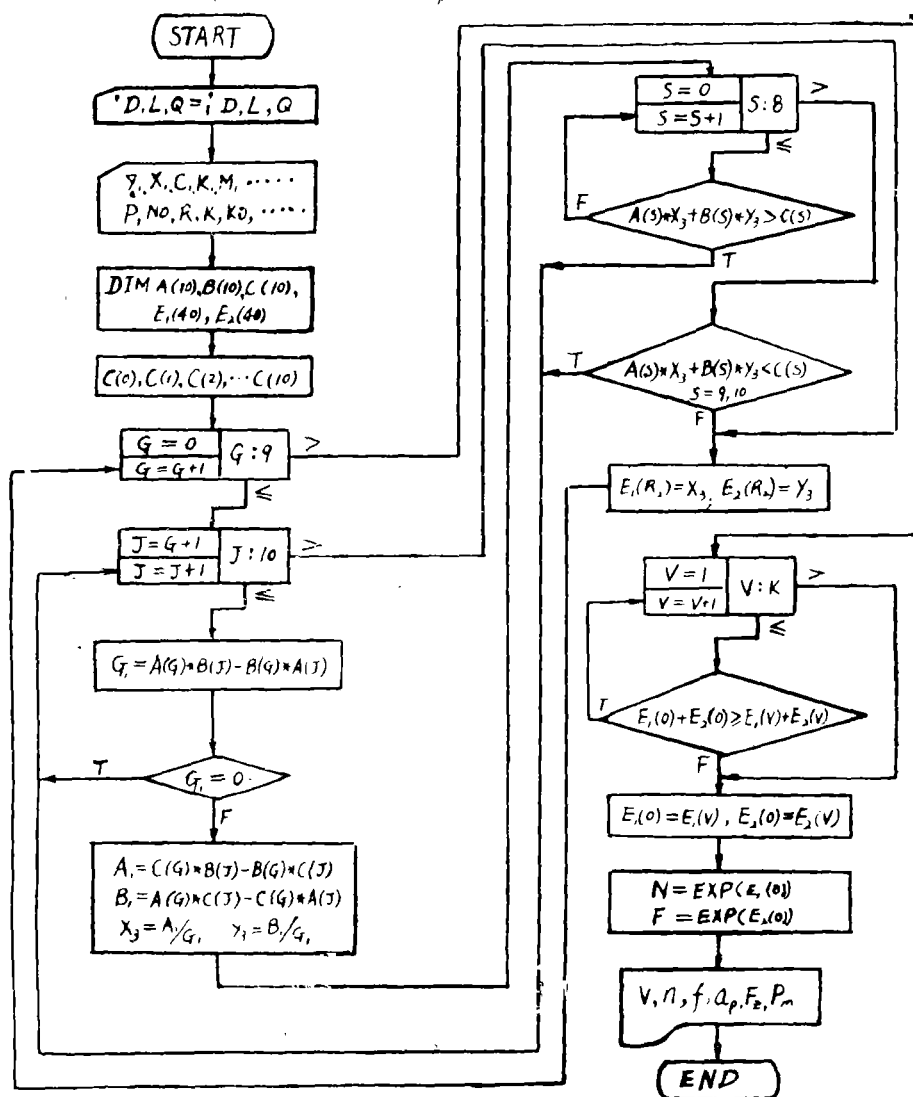 START
'D, L, Q =; D, L, Q
X, C, K, M, ·····
P, NO, R, K, KO, ·····
DIM A(10), B(10), C(10),
E₁(40), E₂(40)
C(0), C(1), C(2), ··· C(10)
G = 0
G = G+1
G : 9
>
≤
J = G+1
J = J+1
J : 10
>
≤
G₁ = A(G)*B(J)-B(G)*A(J)
T
G₁ = 0
F
A₁ = C(G)*B(J)-B(G)*C(J)
B₁ = A(G)*C(J)-C(G)*A(J)
X₃ = A₁/G₁ Y₃ = B₁/G₁
S = 0
S = S+1
S : 8
>
≤
F
A(S)*X₃+B(S)*Y₃>C(S)
T
T
A(S)*X₃+B(S)*Y₃<C(S)
S = 9, 10
F
E₁(R₂)=X₃, E₂(R₂)=Y₃
V = 1
V = V+1
V : K
>
≤
T
E₁(0)+E₂(0)≥E₁(V)+E₂(V)
F
E₁(0)=E₁(V), E₂(0)=E₂(V)
N = EXP(E₁(0))
F = EXP(E₂(0))
V, n, f, aₚ, F_z, Pₘ
END